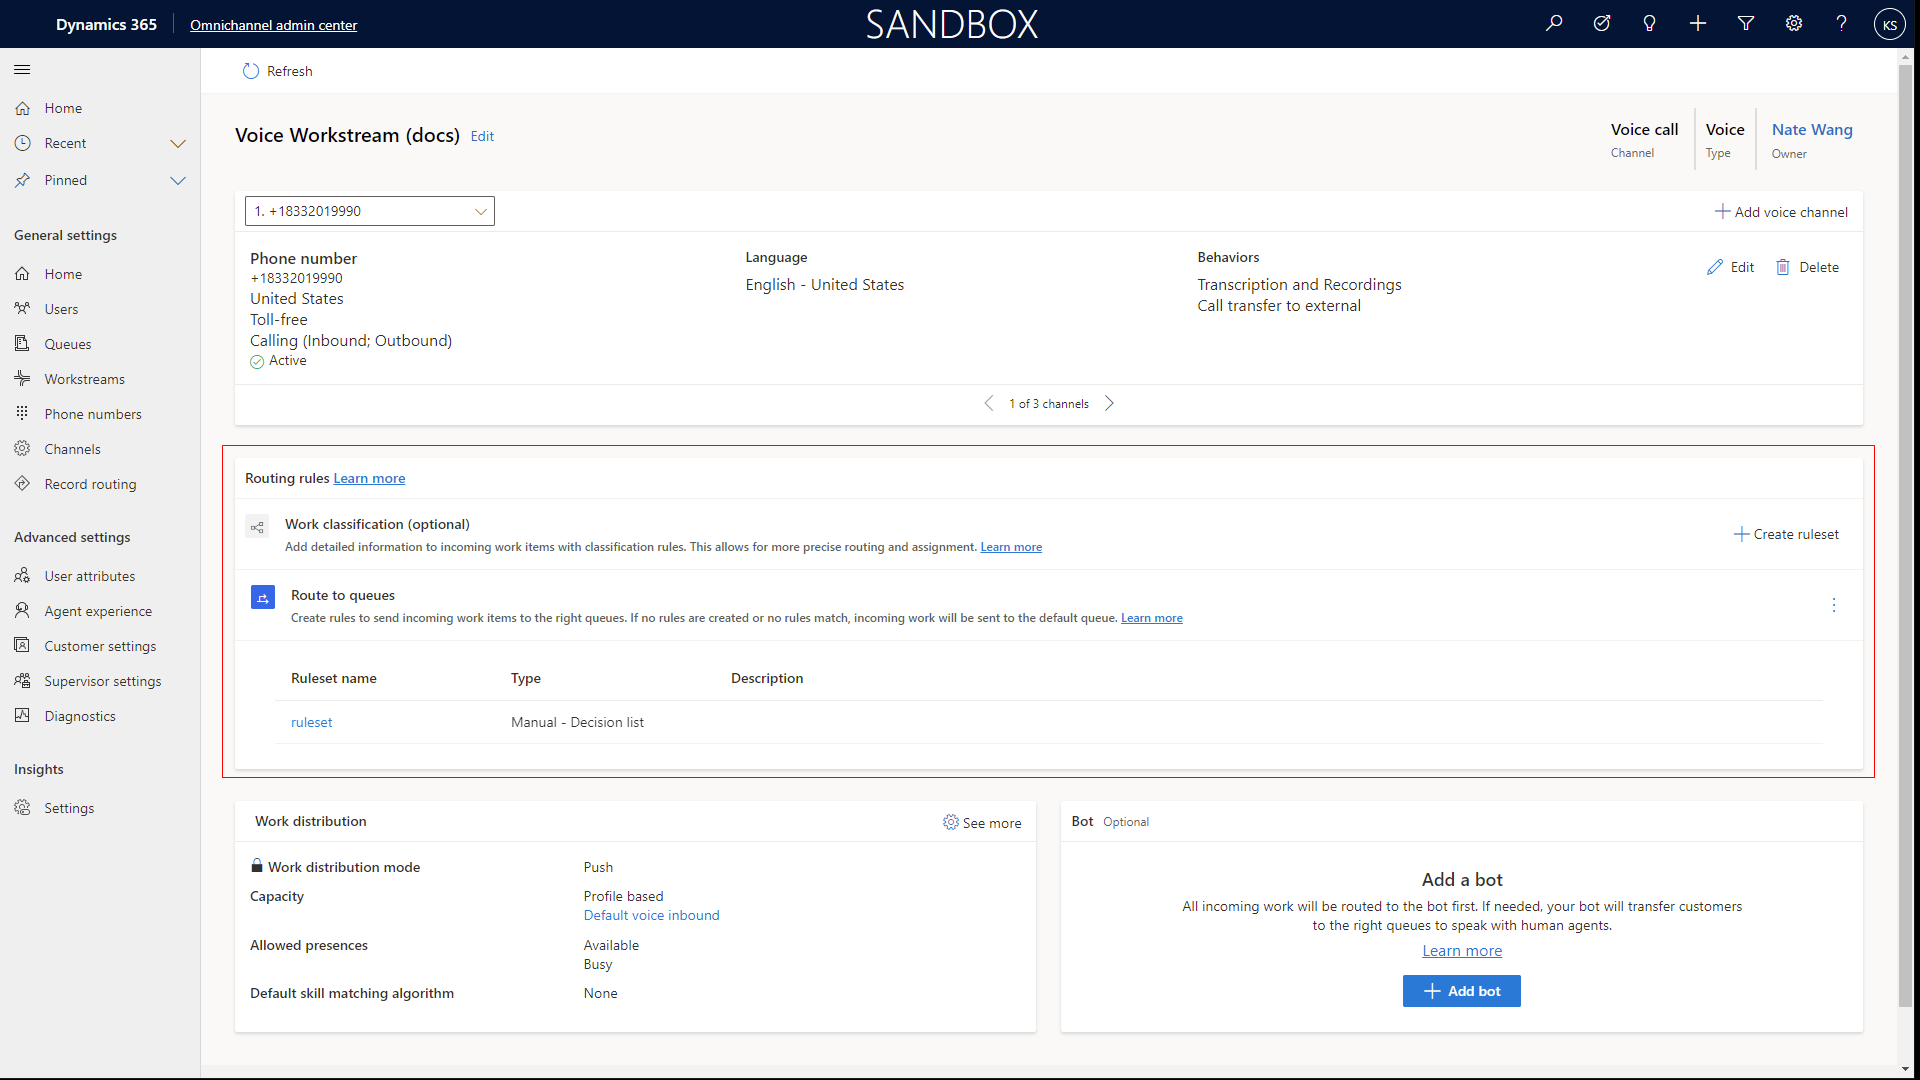 Dynamics 365
Omnichannel admin center
SANDBOX
KS
Refresh
Home
Recent
Pinned
General settings
Home
Users
Queues
Workstreams
Phone numbers
Channels
Record routing
Advanced settings
User attributes
Agent experience
Customer settings
Supervisor settings
Diagnostics
Insights
Settings
Voice Workstream (docs) Edit
Voice call
Channel
Voice
Type
Nate Wang
Owner
1. +18332019990
Add voice channel
Phone number
+18332019990
United States
Toll-free
Calling (Inbound; Outbound)
Active
Language
English - United States
Behaviors
Transcription and Recordings
Call transfer to external
Edit
Delete
1 of 3 channels
Routing rules Learn more
Work classification (optional)
Add detailed information to incoming work items with classification rules. This allows for more precise routing and assignment. Learn more
Create ruleset
Route to queues
Create rules to send incoming work items to the right queues. If no rules are created or no rules match, incoming work will be sent to the default queue. Learn more
Ruleset name Type Description
ruleset Manual - Decision list
Work distribution
See more
Work distribution mode Push
Capacity Profile based
Default voice inbound
Allowed presences Available
Busy
Default skill matching algorithm None
Bot Optional
Add a bot
All incoming work will be routed to the bot first. If needed, your bot will transfer customers
to the right queues to speak with human agents.
Learn more
Add bot